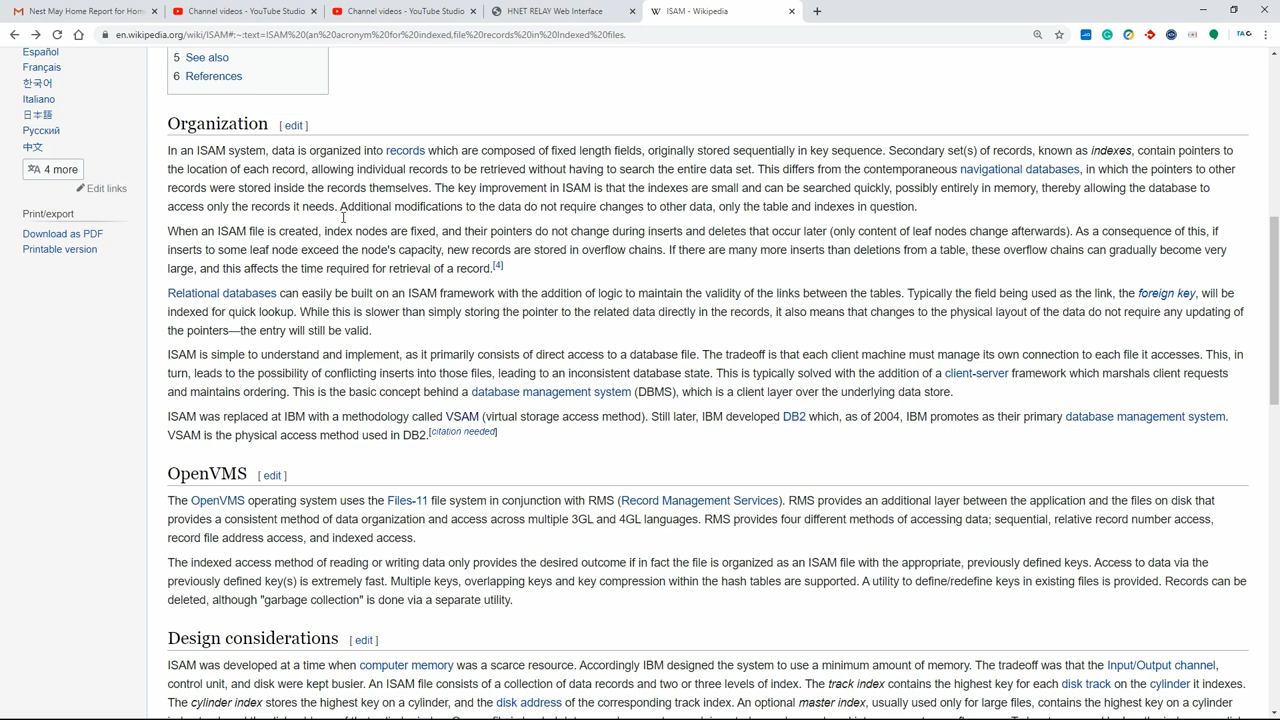 Nest May Home Report for Hom
Channel videos - YouTube Studio
Channel videos - YouTube Studio
HNET RELAY Web Interface
ISAM - Wikipedia
en.wikipedia.org/wiki/ISAM#:~:text=ISAM%20(an%20acronym%20for%20indexed,file%20records%20in%20Indexed%20files.
Español
Français
한국어
Italiano
日本語
Русский
中文
4 more
Edit links
Print/export
Download as PDF
Printable version
5 See also
6 References
Organization [ edit ]
In an ISAM system, data is organized into records which are composed of fixed length fields, originally stored sequentially in key sequence. Secondary set(s) of records, known as indexes, contain pointers to
the location of each record, allowing individual records to be retrieved without having to search the entire data set. This differs from the contemporaneous navigational databases, in which the pointers to other
records were stored inside the records themselves. The key improvement in ISAM is that the indexes are small and can be searched quickly, possibly entirely in memory, thereby allowing the database to
access only the records it needs. Additional modifications to the data do not require changes to other data, only the table and indexes in question.
When an ISAM file is created, index nodes are fixed, and their pointers do not change during inserts and deletes that occur later (only content of leaf nodes change afterwards). As a consequence of this, if
inserts to some leaf node exceed the node's capacity, new records are stored in overflow chains. If there are many more inserts than deletions from a table, these overflow chains can gradually become very
large, and this affects the time required for retrieval of a record.[4]
Relational databases can easily be built on an ISAM framework with the addition of logic to maintain the validity of the links between the tables. Typically the field being used as the link, the foreign key, will be
indexed for quick lookup. While this is slower than simply storing the pointer to the related data directly in the records, it also means that changes to the physical layout of the data do not require any updating of
the pointers—the entry will still be valid.
ISAM is simple to understand and implement, as it primarily consists of direct access to a database file. The tradeoff is that each client machine must manage its own connection to each file it accesses. This, in
turn, leads to the possibility of conflicting inserts into those files, leading to an inconsistent database state. This is typically solved with the addition of a client-server framework which marshals client requests
and maintains ordering. This is the basic concept behind a database management system (DBMS), which is a client layer over the underlying data store.
ISAM was replaced at IBM with a methodology called VSAM (virtual storage access method). Still later, IBM developed DB2 which, as of 2004, IBM promotes as their primary database management system.
VSAM is the physical access method used in DB2.[citation needed]
OpenVMS [ edit ]
The OpenVMS operating system uses the Files-11 file system in conjunction with RMS (Record Management Services). RMS provides an additional layer between the application and the files on disk that
provides a consistent method of data organization and access across multiple 3GL and 4GL languages. RMS provides four different methods of accessing data; sequential, relative record number access,
record file address access, and indexed access.
The indexed access method of reading or writing data only provides the desired outcome if in fact the file is organized as an ISAM file with the appropriate, previously defined keys. Access to data via the
previously defined key(s) is extremely fast. Multiple keys, overlapping keys and key compression within the hash tables are supported. A utility to define/redefine keys in existing files is provided. Records can be
deleted, although "garbage collection" is done via a separate utility.
Design considerations [ edit ]
ISAM was developed at a time when computer memory was a scarce resource. Accordingly IBM designed the system to use a minimum amount of memory. The tradeoff was that the Input/Output channel,
control unit, and disk were kept busier. An ISAM file consists of a collection of data records and two or three levels of index. The track index contains the highest key for each disk track on the cylinder it indexes.
The cylinder index stores the highest key on a cylinder, and the disk address of the corresponding track index. An optional master index, usually used only for large files, contains the highest key on a cylinder